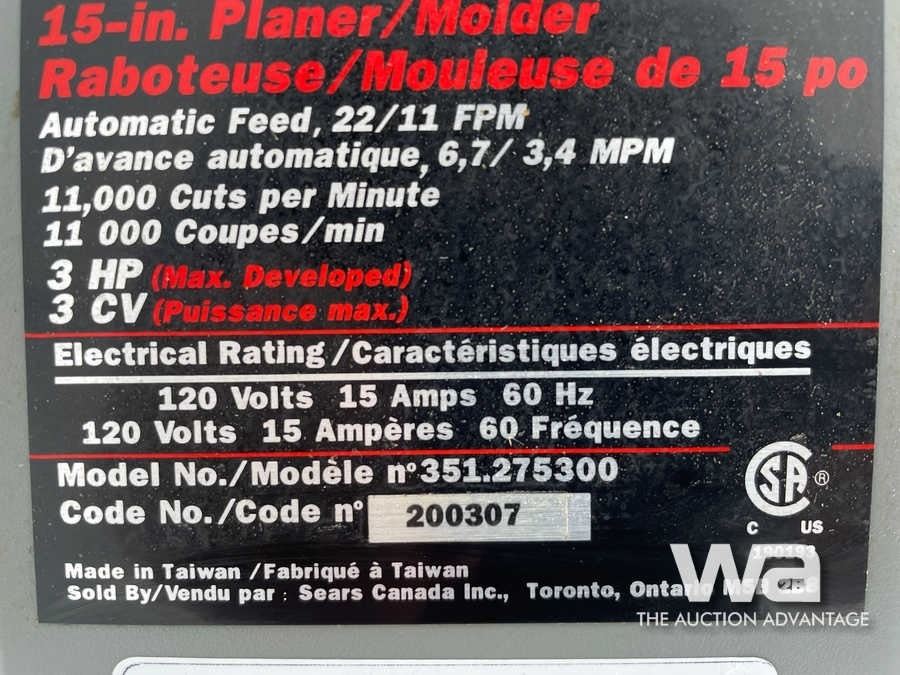 15-in. Planer/Molder
Raboteuse/Mouleuse de 15 po
Automatic Feed, 22/11 FPM
D'avance automatique, 6,7/ 3,4 MPM
11,000 Cuts per Minute
11 000 Coupes/min
3 HP (Max. Developed)
3 CV (Puissance max.)
Electrical Rating/Caractéristiques électriques
120 Volts 15 Amps 60 Hz
120 Volts 15 Ampères 60 Fréquence
Model No./Modèle n° 351.275300
Code No./Code n° 200307
CSA ®
C US
Made in Taiwan/Fabriqué à Taiwan
Sold By/Vendu par : Sears Canada Inc., Toronto, Ontario
wa
THE AUCTION ADVANTAGE